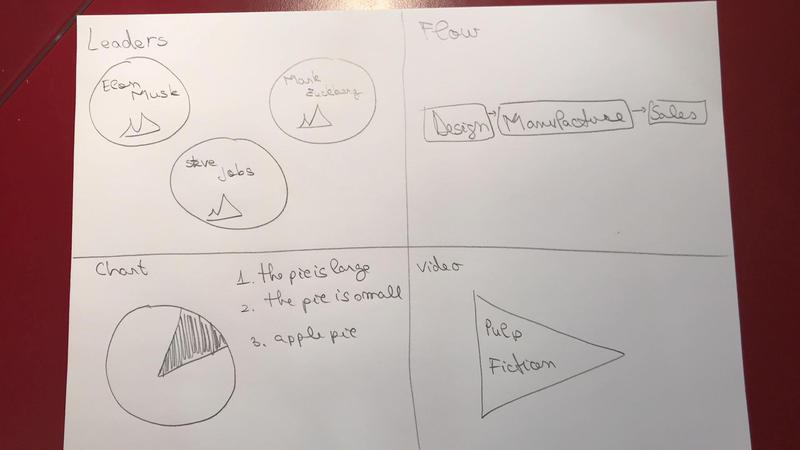 Leaders
Elon
Musk
Mark
Zuckberg
Steve
Jobs
Flow
Design
Manufacture
Sales
Chart
1. the pie is large
2. the pie is small
3. apple pie
Video
Pulp
Fiction